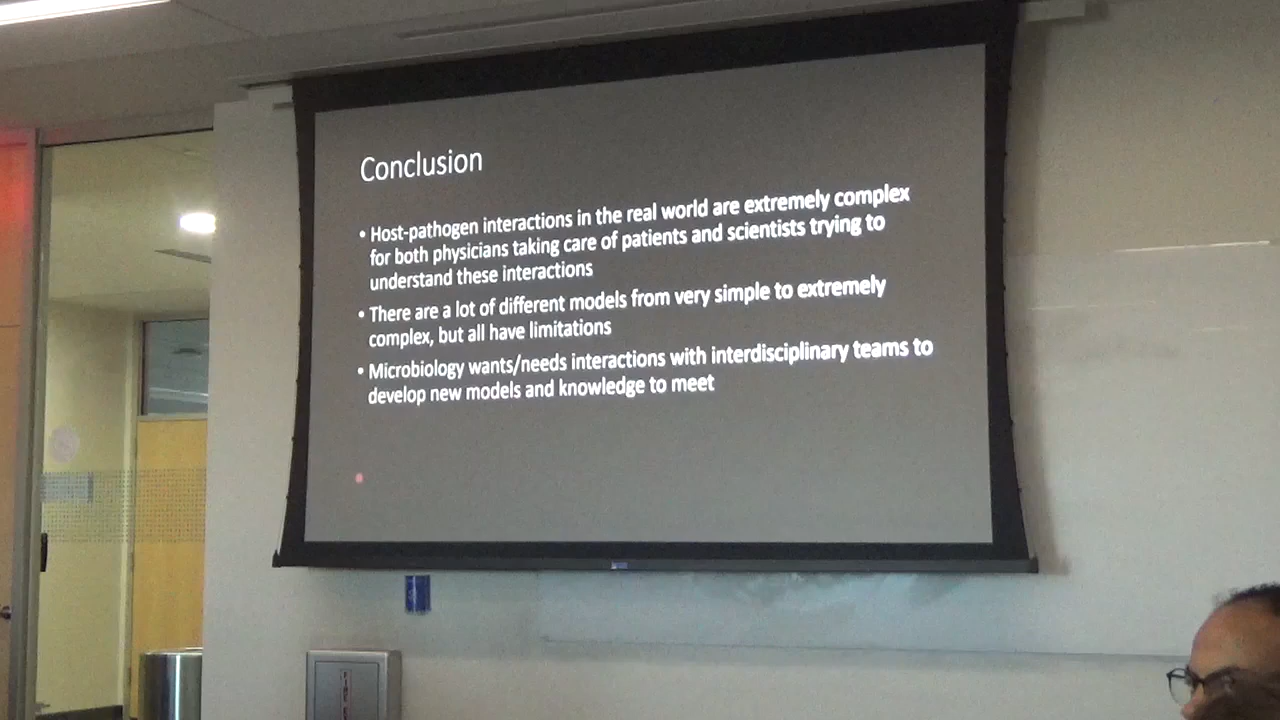 Conclusion
• Host-pathogen interactions in the real world are extremely complex
for both physicians taking care of patients and scientists trying to
understand these interactions
• There are a lot of different models from very simple to extremely
complex, but all have limitations
• Microbiology wants/needs interactions with interdisciplinary teams to
develop new models and knowledge to meet